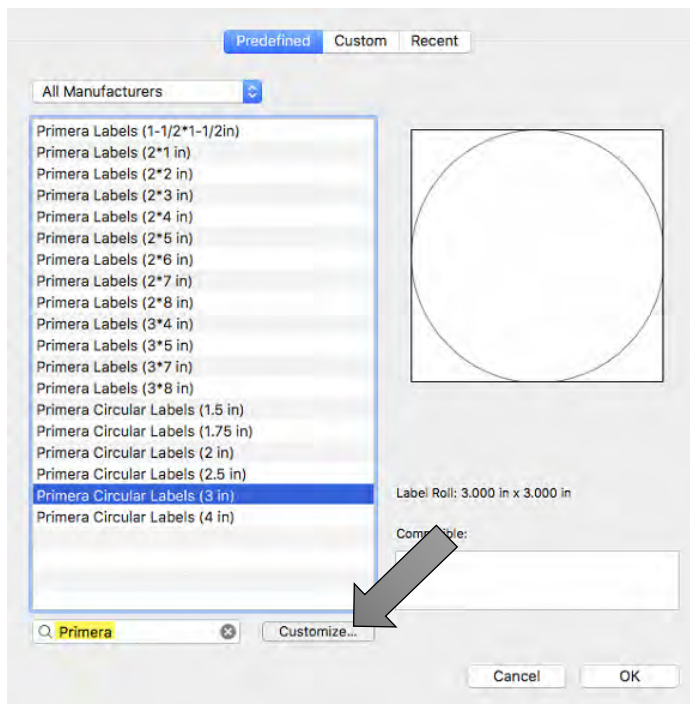 Predefined Custom Recent
All Manufacturers
Primera Labels (1-1/2*1-1/2in)
Primera Labels (2*1 in)
Primera Labels (2*2 in)
Primera Labels (2*3 in)
Primera Labels (2*4 in)
Primera Labels (2*5 in)
Primera Labels (2*6 in)
Primera Labels (2*7 in)
Primera Labels (2*8 in)
Primera Labels (3*4 in)
Primera Labels (3*5 in)
Primera Labels (3*7 in)
Primera Labels (3*8 in)
Primera Circular Labels (1.5 in)
Primera Circular Labels (1.75 in)
Primera Circular Labels (2 in)
Primera Circular Labels (2.5 in)
Primera Circular Labels (3 in)
Primera Circular Labels (4 in)
Label Roll: 3.000 in x 3.000 in
Compatible:
Primera
Customize...
Cancel OK